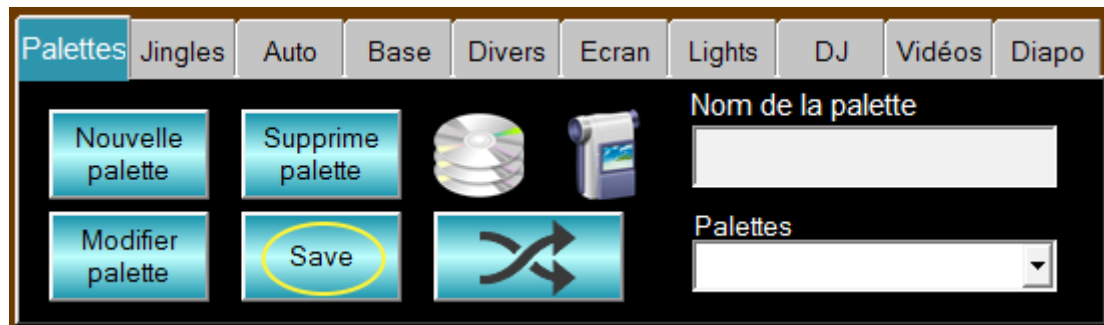 Palettes Jingles Auto Base Divers Ecran Lights DJ Vidéos Diapo
Nouvelle
palette
Supprime
palette
Nom de la palette
Modifier
palette
Save
Palettes